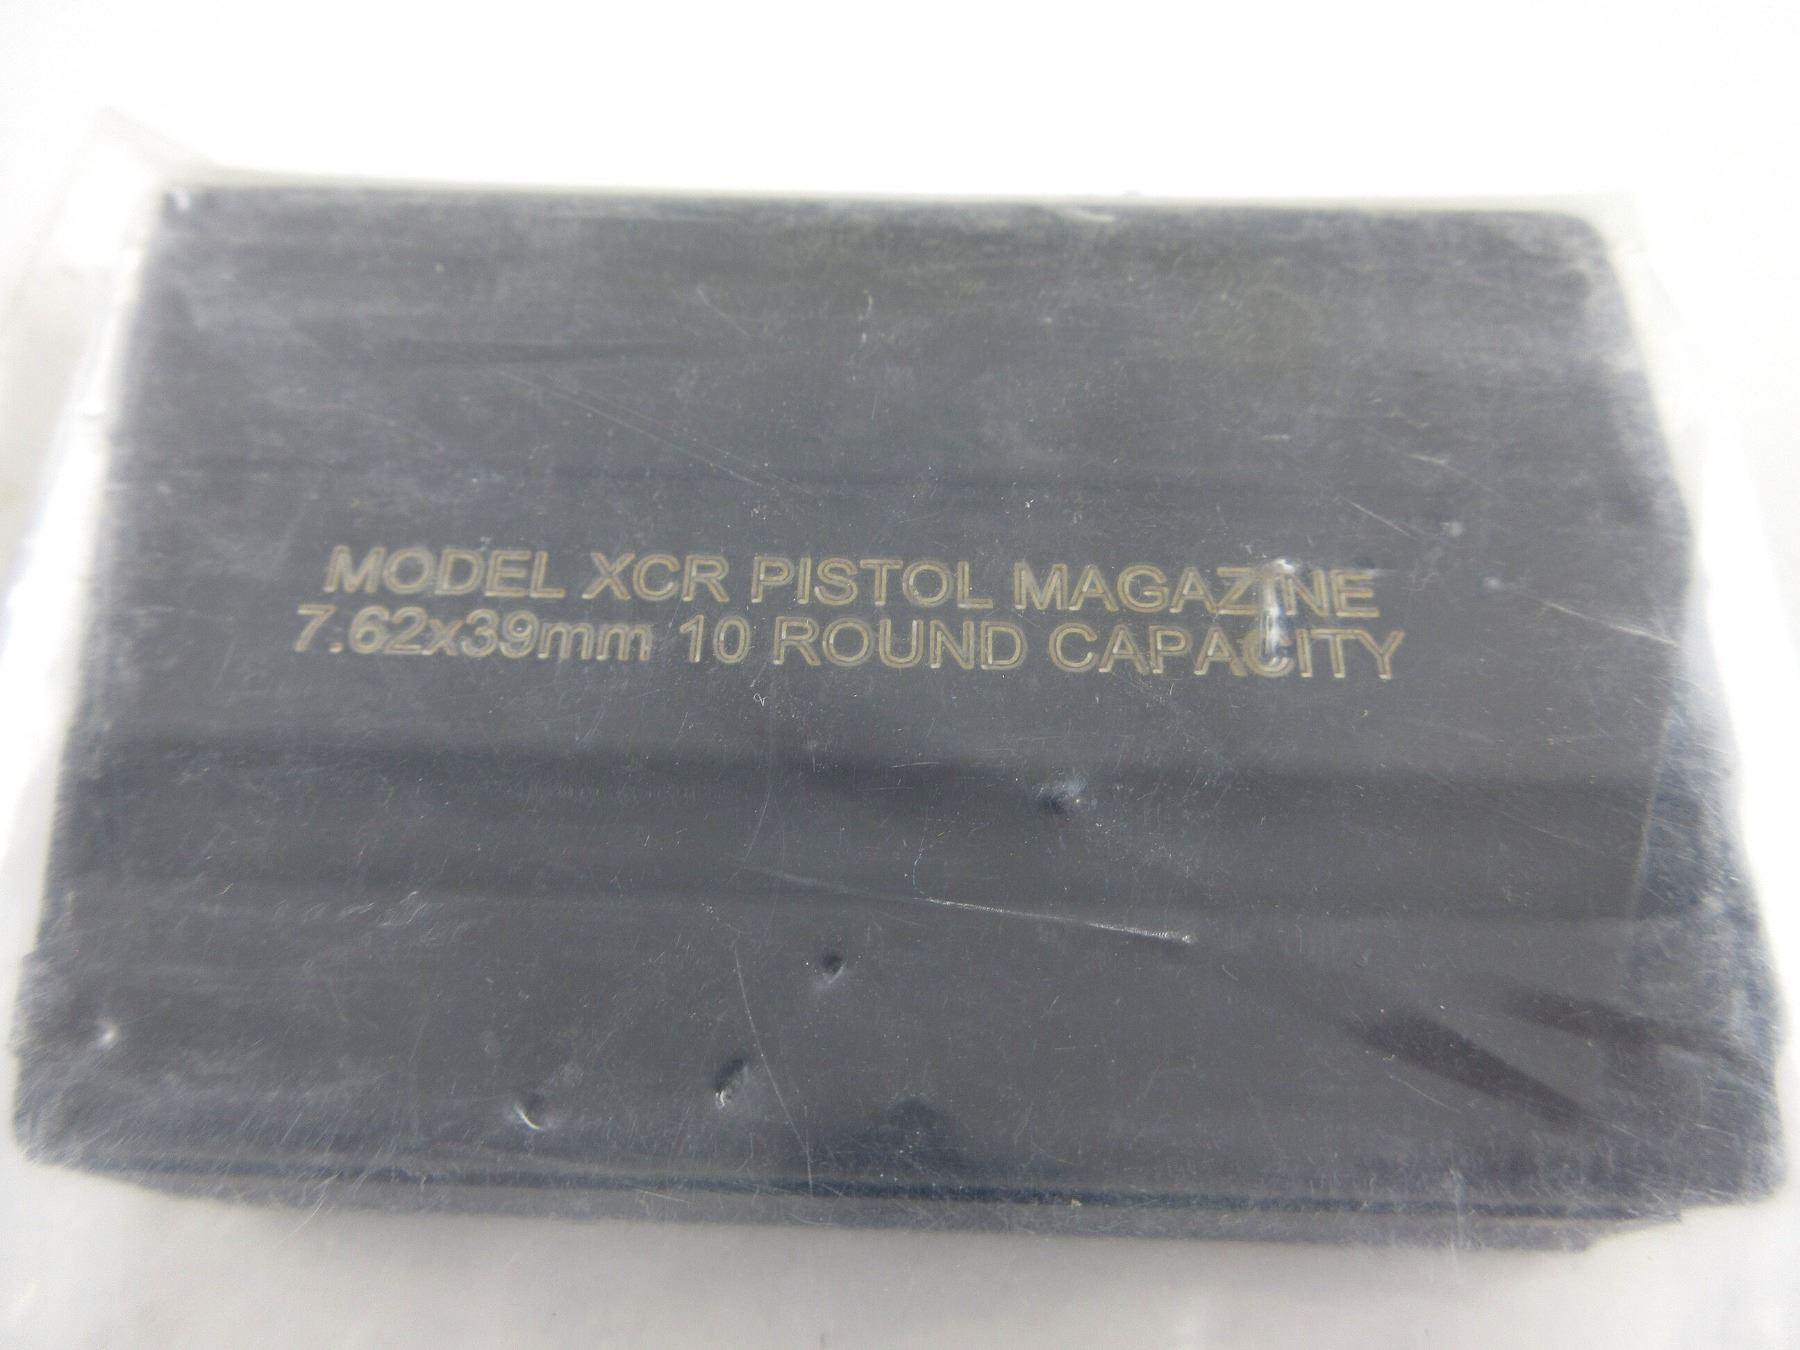 MODEL XCR PISTOL MAGAZINE
7.62x39mm 10 ROUND CAPACITY